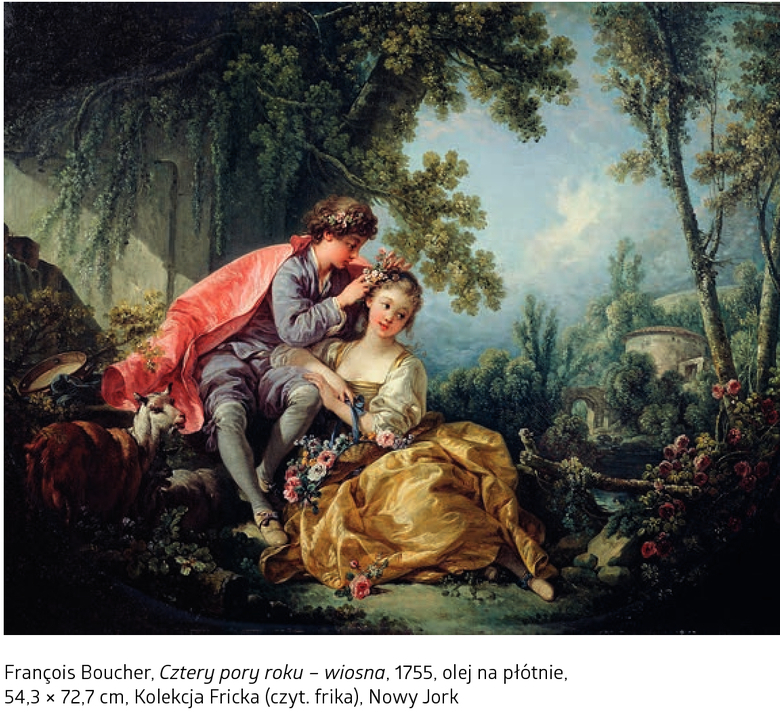 François Boucher, Cztery pory roku – wiosna, 1755, olej na płótnie,
54,3 × 72,7 cm, Kolekcja Fricka (czyt. frika), Nowy Jork